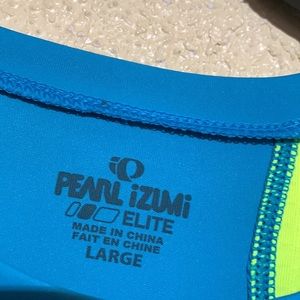 PEARL iZUMi
ELITE
MADE IN CHINA
FAIT EN CHINE
LARGE